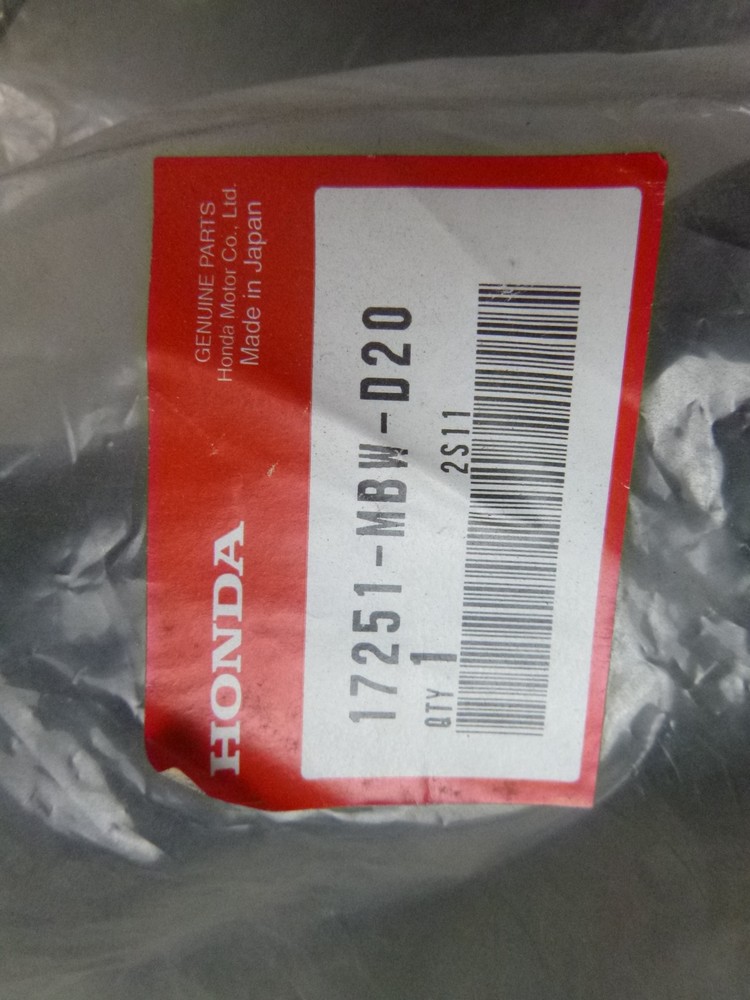 HONDA
GENUINE PARTS
Honda Motor Co., Ltd.
Made in Japan
17251-MBW-D20
QTY 1
2S11